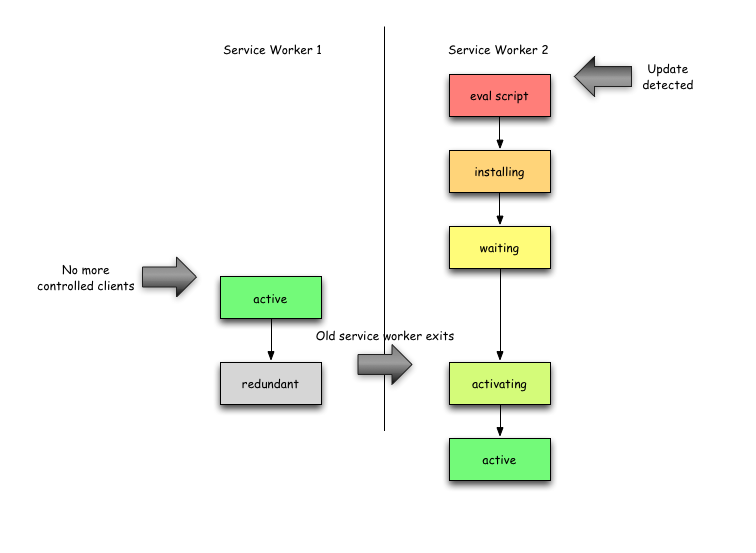 Service Worker 1
Service Worker 2
Update
detected
eval script
installing
waiting
No more
controlled clients
active
Old service worker exits
redundant
activating
active